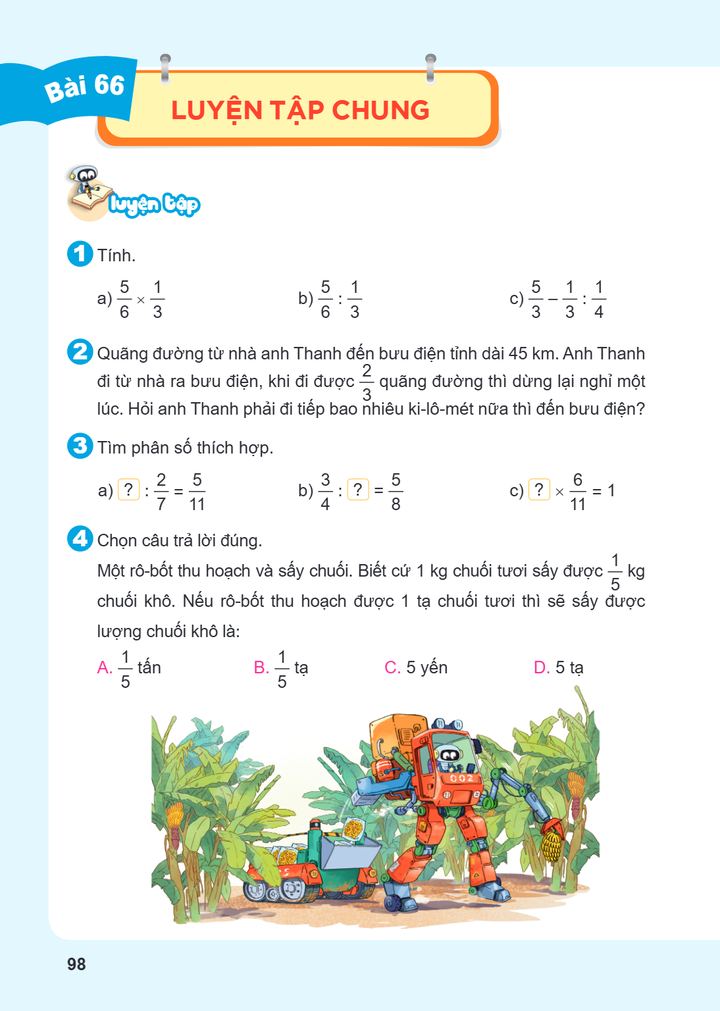 Bài 66
LUYỆN TẬP CHUNG
luyện tập
1 Tính.
a) 5/6 × 1/3 b) 5/6 : 1/3 c) 5/3 – 1/3 : 1/4
2 Quãng đường từ nhà anh Thanh đến bưu điện tỉnh dài 45 km. Anh Thanh
đi từ nhà ra bưu điện, khi đi được 2/3 quãng đường thì dừng lại nghỉ một
lúc. Hỏi anh Thanh phải đi tiếp bao nhiêu ki-lô-mét nữa thì đến bưu điện?
3 Tìm phân số thích hợp.
a) ? : 2/7 = 5/11 b) 3/4 : ? = 5/8 c) ? × 6/11 = 1
4 Chọn câu trả lời đúng.
Một rô-bốt thu hoạch và sấy chuối. Biết cứ 1 kg chuối tươi sấy được 1/5 kg
chuối khô. Nếu rô-bốt thu hoạch được 1 tạ chuối tươi thì sẽ sấy được
lượng chuối khô là:
A. 1/5 tấn B. 1/5 tạ C. 5 yến D. 5 tạ
002
98